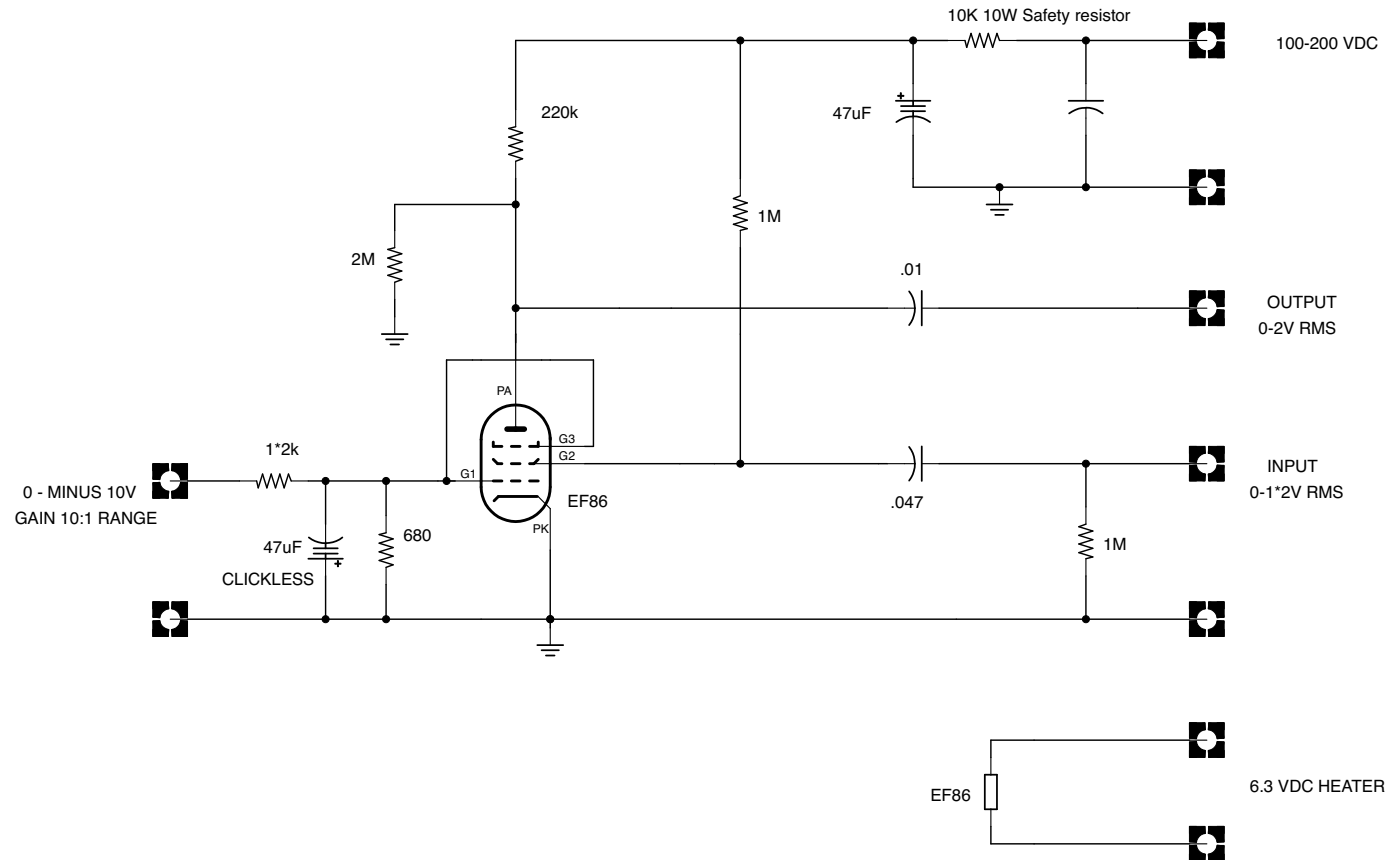 10K 10W Safety resistor
100-200 VDC
220k
47uF
1M
2M
.01
OUTPUT
0-2V RMS
PA
G3
G2
G1
1*2k
0 - MINUS 10V
GAIN 10:1 RANGE
EF86
PK
.047
INPUT
0-1*2V RMS
47uF
680
1M
CLICKLESS
EF86
6.3 VDC HEATER